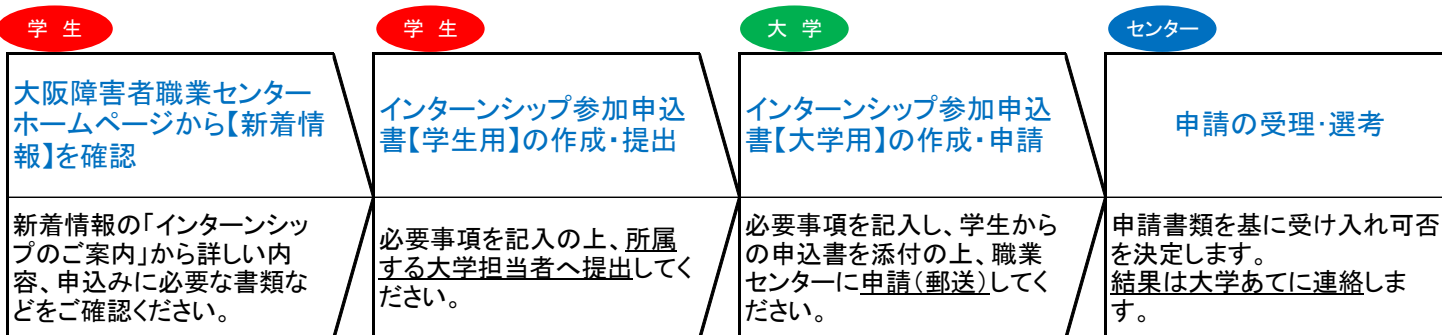 学 生
大阪障害者職業センター
ホームページから【新着情
報】を確認
新着情報の「インターンシッ
プのご案内」から詳しい内
容、申込みに必要な書類な
どをご確認ください。
学 生
インターンシップ参加申込
書【学生用】の作成・提出
必要事項を記入の上、所属
する大学担当者へ提出してく
ださい。
大 学
インターンシップ参加申込
書【大学用】の作成・申請
必要事項を記入し、学生から
の申込書を添付の上、職業
センターに申請（郵送）してく
ださい。
センター
申請の受理・選考
申請書類を基に受け入れ可否
を決定します。
結果は大学あてに連絡しま
す。